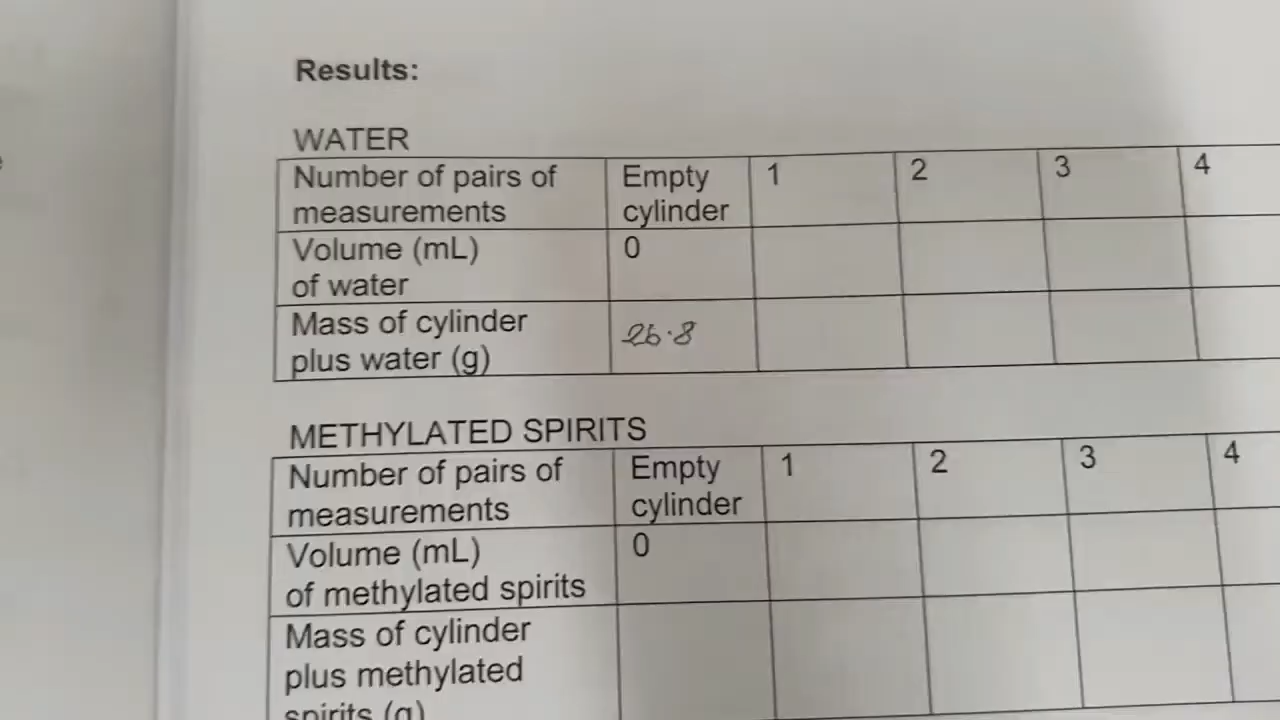 Results:
WATER
Number of pairs of measurements Empty cylinder 1 2 3 4
Volume (mL) of water 0
Mass of cylinder plus water (g) 26.8
METHYLATED SPIRITS
Number of pairs of measurements Empty cylinder 1 2 3 4
Volume (mL) of methylated spirits 0
Mass of cylinder plus methylated spirits (g)